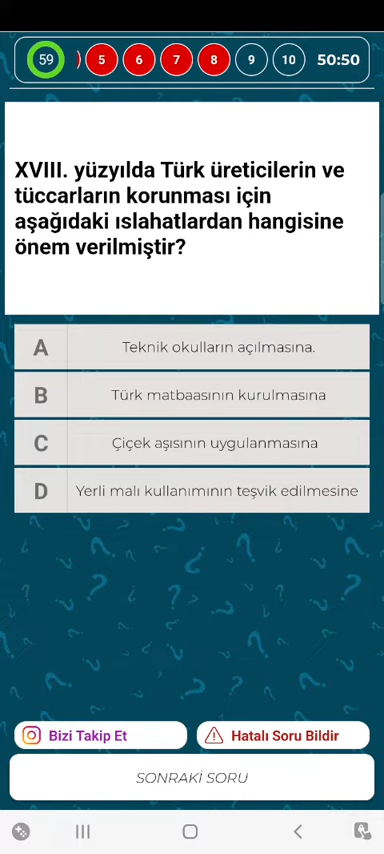 59 5 6 7 8 9 10 50:50
XVIII. yüzyılda Türk üreticilerin ve
tüccarların korunması için
aşağıdaki ıslahatlardan hangisine
önem verilmiştir?
A Teknik okulların açılmasına.
B Türk matbaasının kurulmasına
C Çiçek aşısının uygulanmasına
D Yerli malı kullanımının teşvik edilmesine
Bizi Takip Et Hatalı Soru Bildir
SONRAKİ SORU